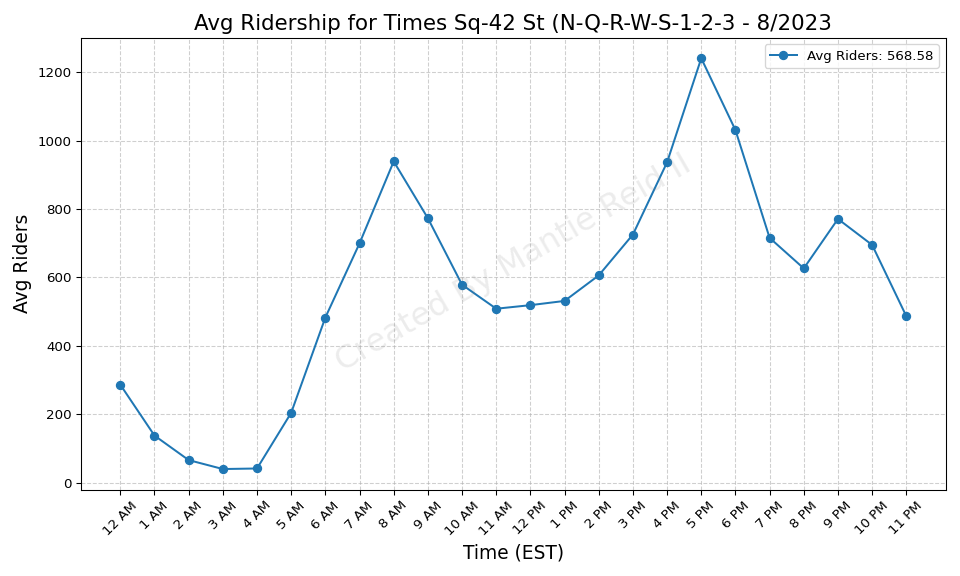 Avg Ridership for Times Sq-42 St (N-Q-R-W-S-1-2-3 - 8/2023
Avg Riders: 568.58
1200
1000
800
600
400
200
0
Avg Riders
Created By Mantie Reid II
12 AM
1 AM
2 AM
3 AM
4 AM
5 AM
6 AM
7 AM
8 AM
9 AM
10 AM
11 AM
12 PM
1 PM
2 PM
3 PM
4 PM
5 PM
6 PM
7 PM
8 PM
9 PM
10 PM
11 PM
Time (EST)